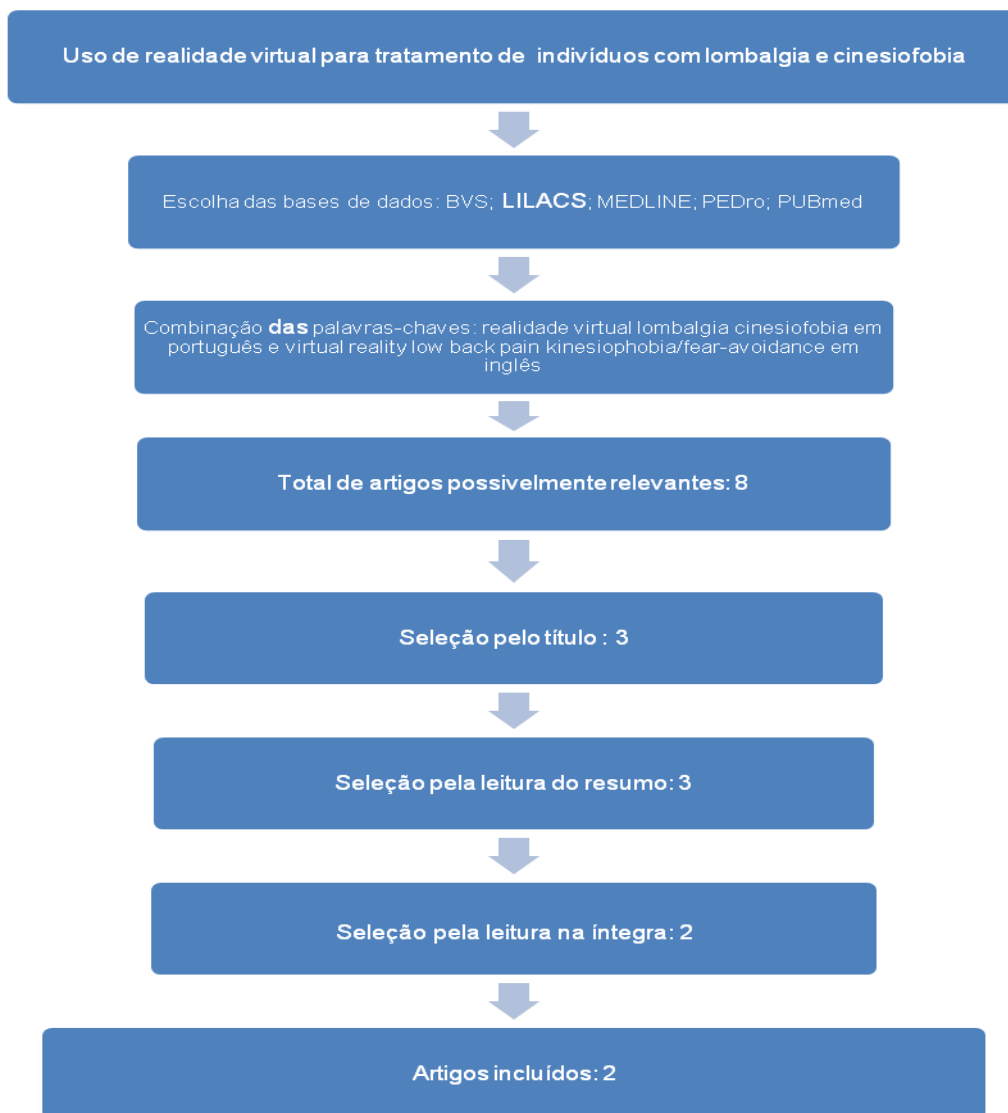 Uso de realidade virtual para tratamento de indivíduos com lombalgia e cinesiofobia
Escolha das bases de dados: BVS; LILACS; MEDLINE; PEDro; PUBmed
Combinação das palavras-chaves: realidade virtual lombalgia cinesiofobia em
português e virtual reality low back pain kinesiophobia/fear-avoidance em
inglês
Total de artigos possivelmente relevantes: 8
Seleção pelo título : 3
Seleção pela leitura do resumo: 3
Seleção pela leitura na íntegra: 2
Artigos incluídos: 2